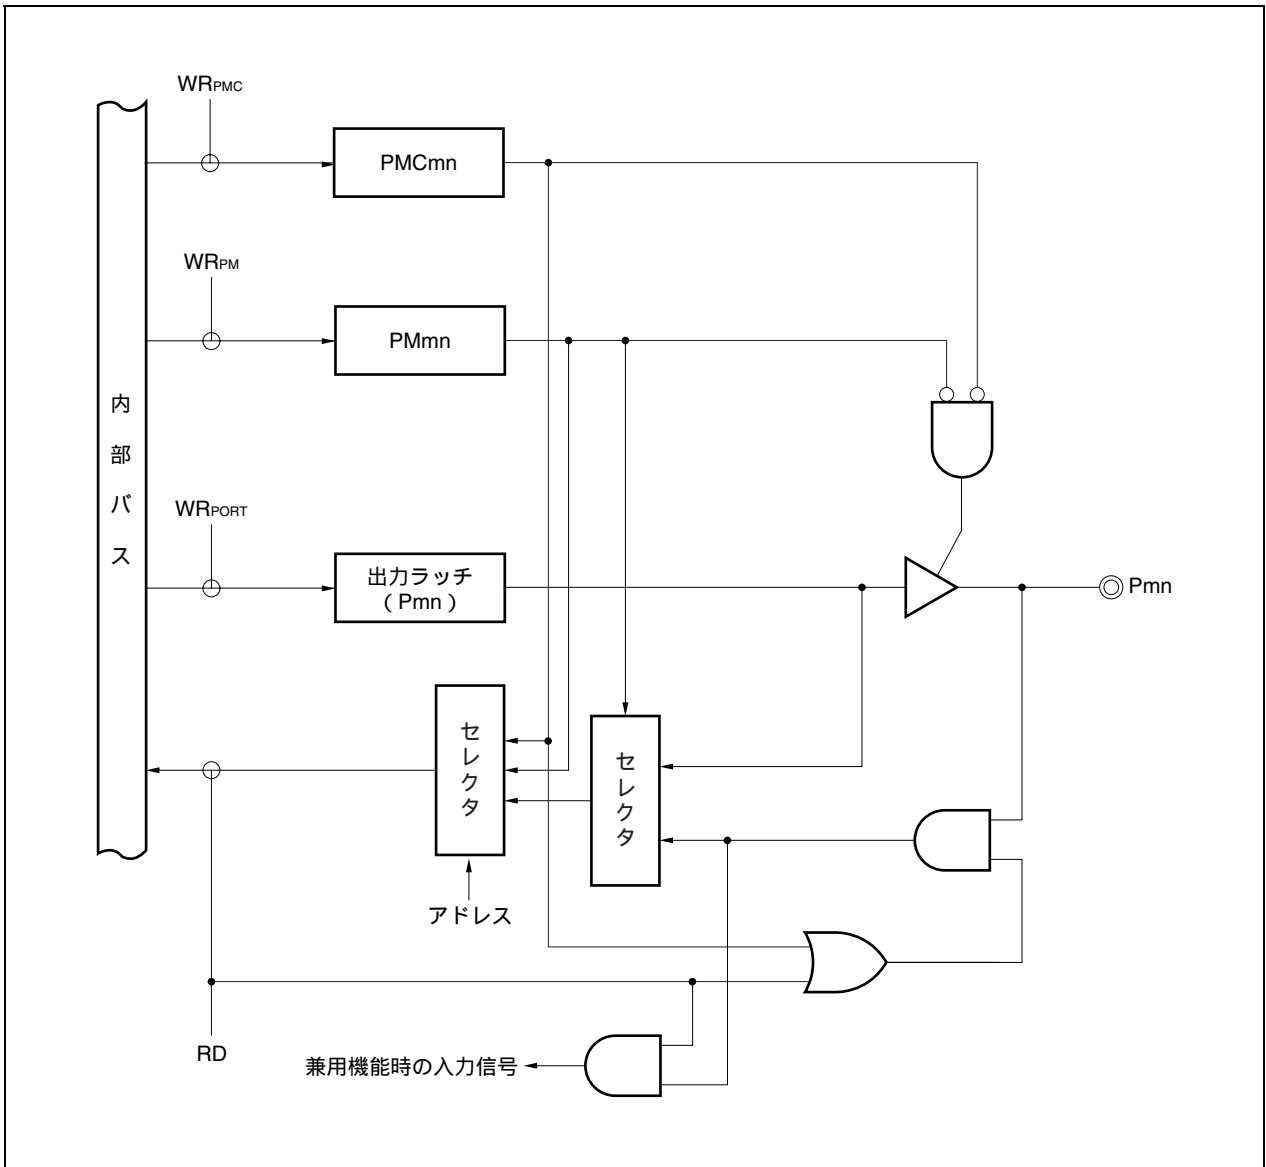 WRPMC
PMCmn
WRPM
PMmn
内部バス
WRPORT
出力ラッチ
（Pmn）
Pmn
セレクタ
セレクタ
アドレス
RD
兼用機能時の入力信号